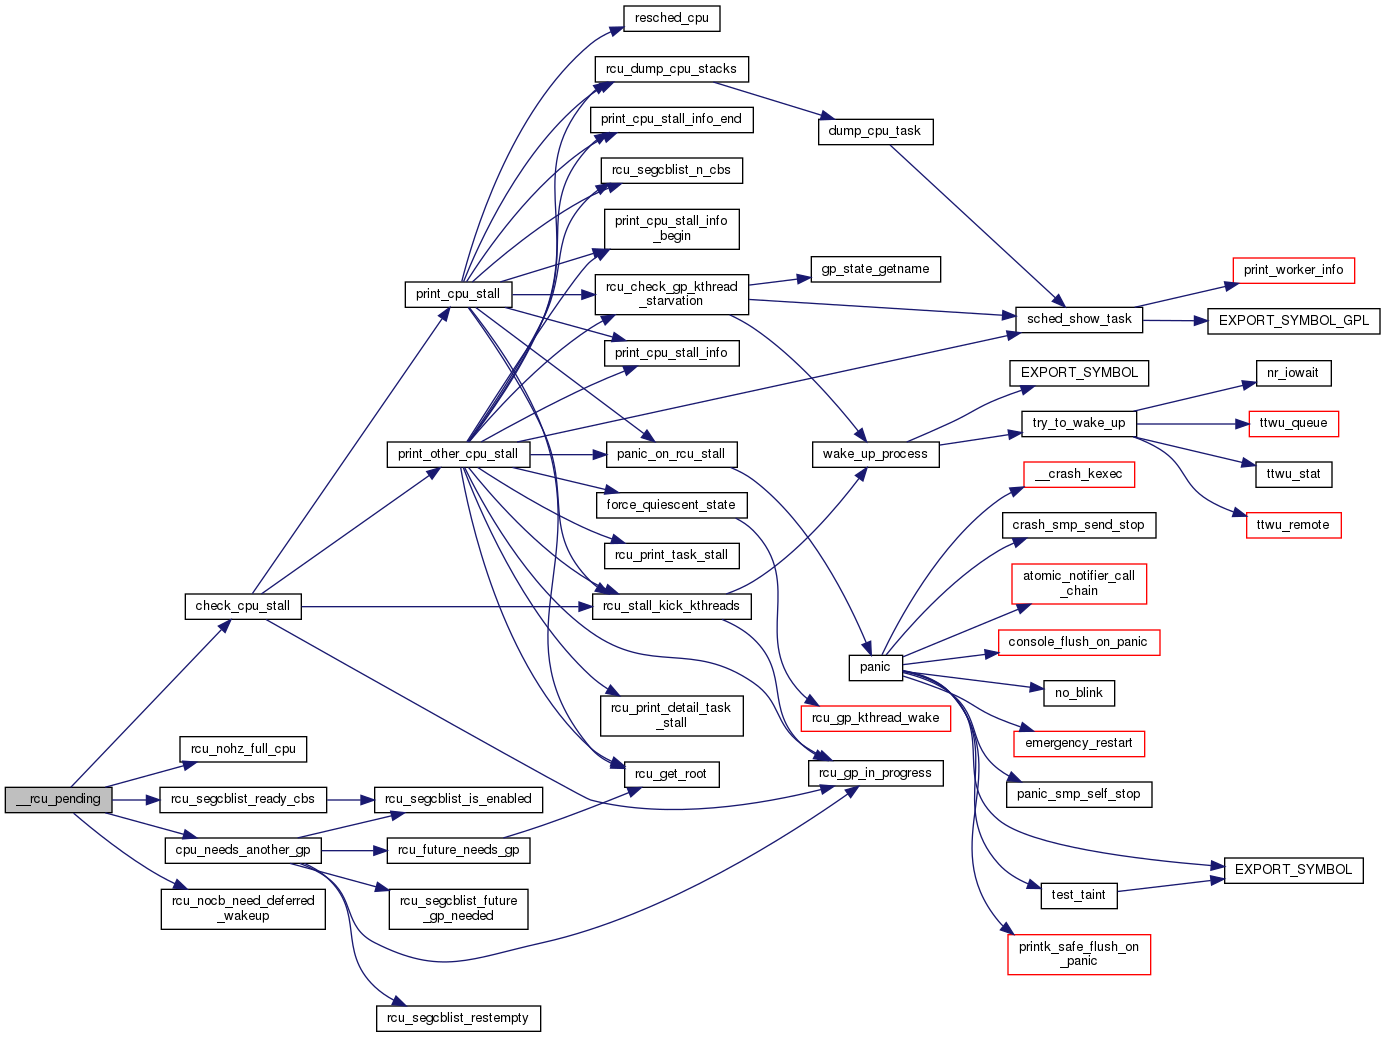 resched_cpu
rcu_dump_cpu_stacks
print_cpu_stall_info_end
dump_cpu_task
rcu_segcblist_n_cbs
print_cpu_stall_info
_begin
gp_state_getname
print_worker_info
print_cpu_stall
rcu_check_gp_kthread
_starvation
sched_show_task
EXPORT_SYMBOL_GPL
print_cpu_stall_info
EXPORT_SYMBOL
nr_iowait
try_to_wake_up
ttwu_queue
print_other_cpu_stall
panic_on_rcu_stall
wake_up_process
__crash_kexec
ttwu_stat
force_quiescent_state
crash_smp_send_stop
ttwu_remote
rcu_print_task_stall
atomic_notifier_call
_chain
check_cpu_stall
rcu_stall_kick_kthreads
console_flush_on_panic
panic
no_blink
rcu_print_detail_task
_stall
rcu_gp_kthread_wake
emergency_restart
rcu_nohz_full_cpu
rcu_get_root
rcu_gp_in_progress
panic_smp_self_stop
__rcu_pending
rcu_segcblist_ready_cbs
rcu_segcblist_is_enabled
cpu_needs_another_gp
rcu_future_needs_gp
EXPORT_SYMBOL
test_taint
rcu_nocb_need_deferred
_wakeup
rcu_segcblist_future
_gp_needed
printk_safe_flush_on
_panic
rcu_segcblist_restempty